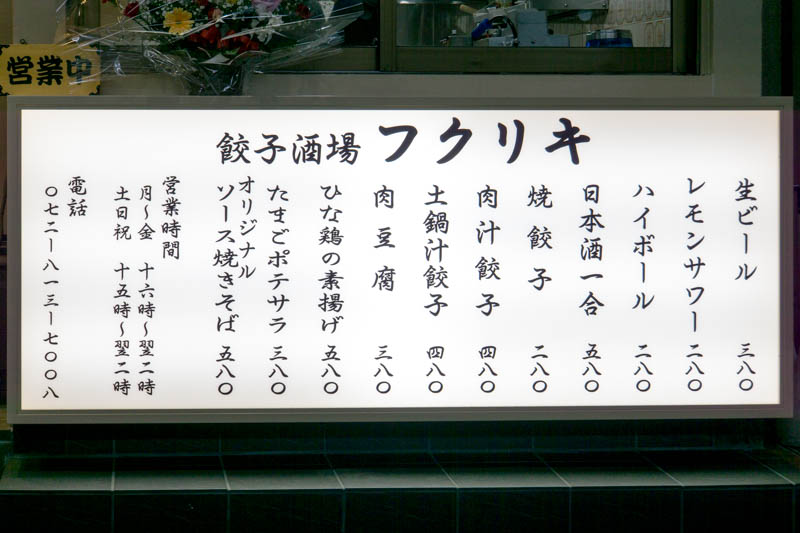 営業中
餃子酒場 フクリキ
生ビール 三八〇
レモンサワー 二八〇
ハイボール 二八〇
日本酒一合 五八〇
焼餃子 二八〇
肉汁餃子 四八〇
土鍋汁餃子 四八〇
肉豆腐 三八〇
ひな鶏の素揚げ 五八〇
たまごポテサラ 三八〇
オリジナル
ソース焼きそば 五八〇
営業時間
月〜金 十六時〜翌二時
土日祝 十五時〜翌二時
電話
〇七二ー八一三ー七〇〇八